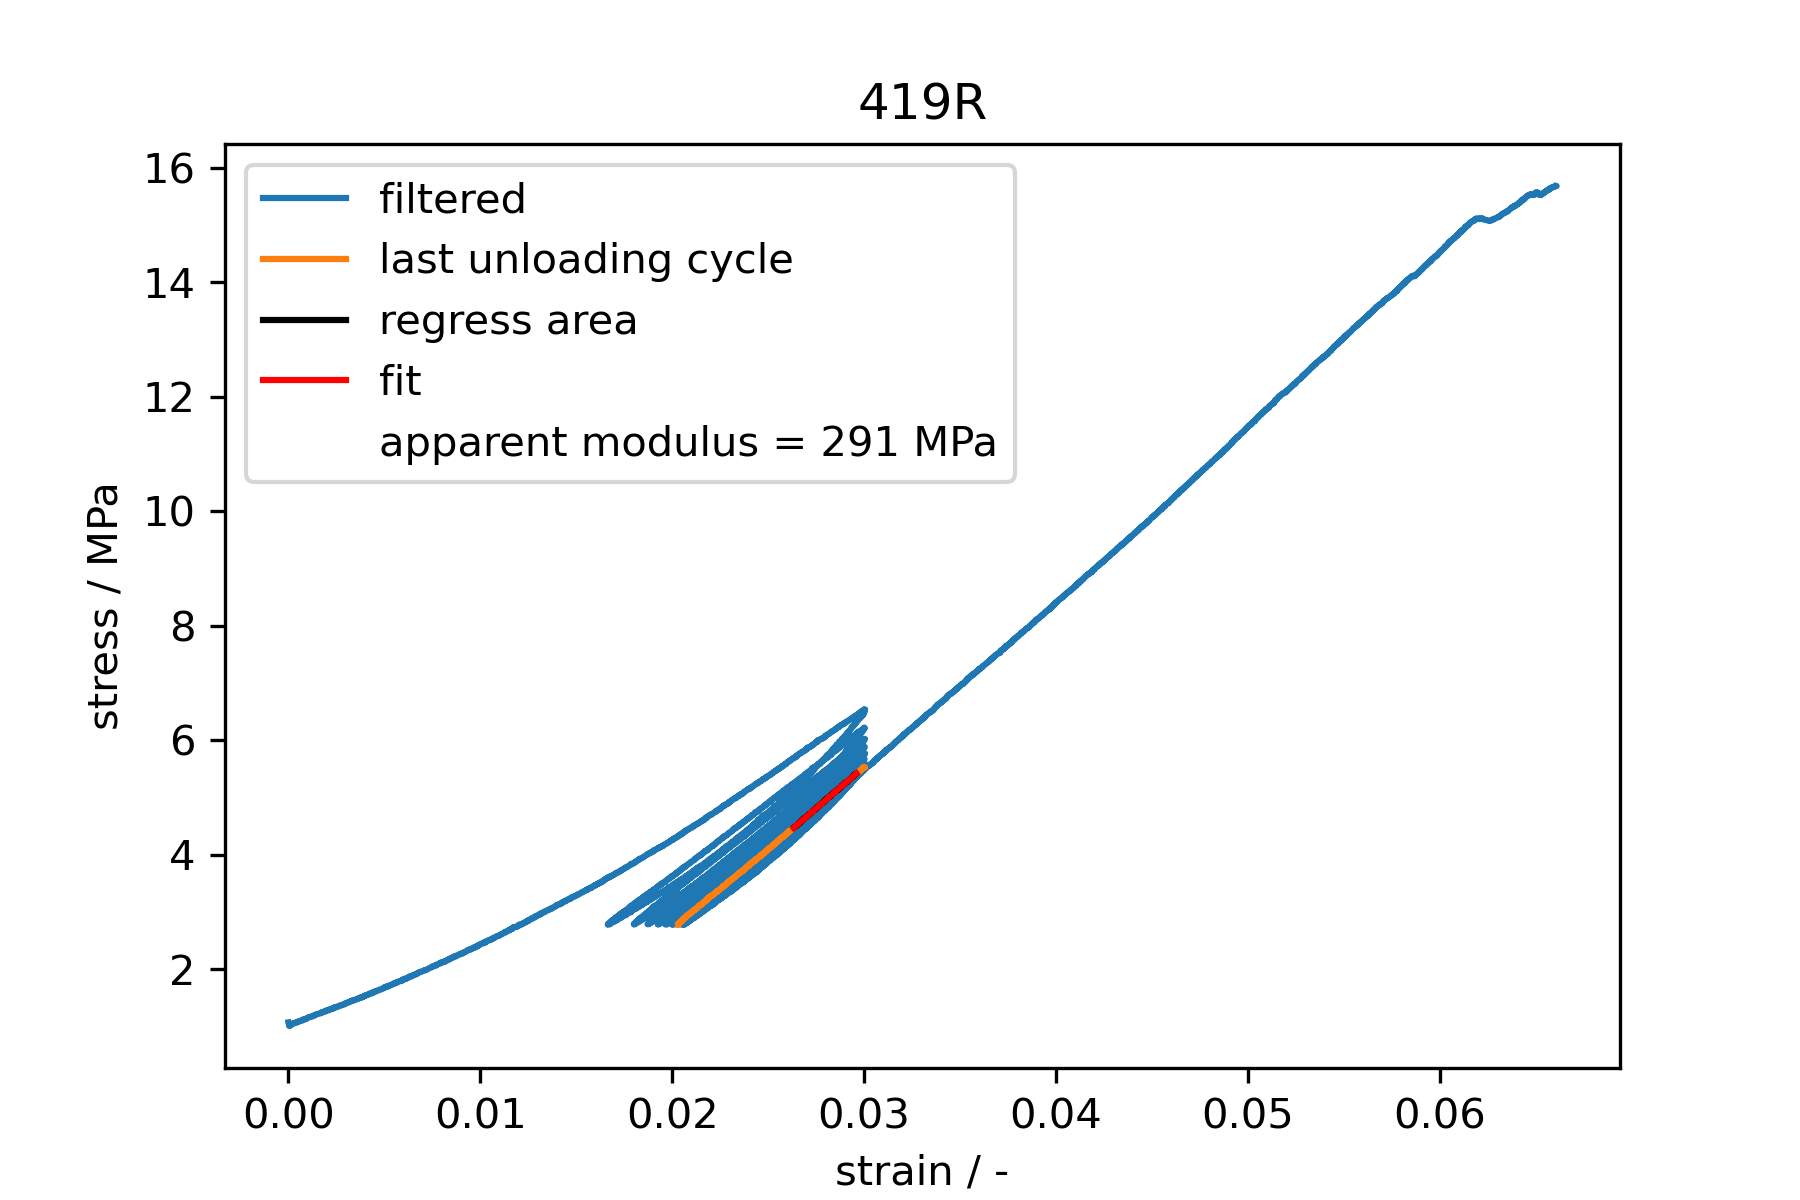 419R
filtered
last unloading cycle
regress area
fit
apparent modulus = 291 MPa
stress / MPa
16
14
12
10
8
6
4
2
0.00 0.01 0.02 0.03 0.04 0.05 0.06
strain / -